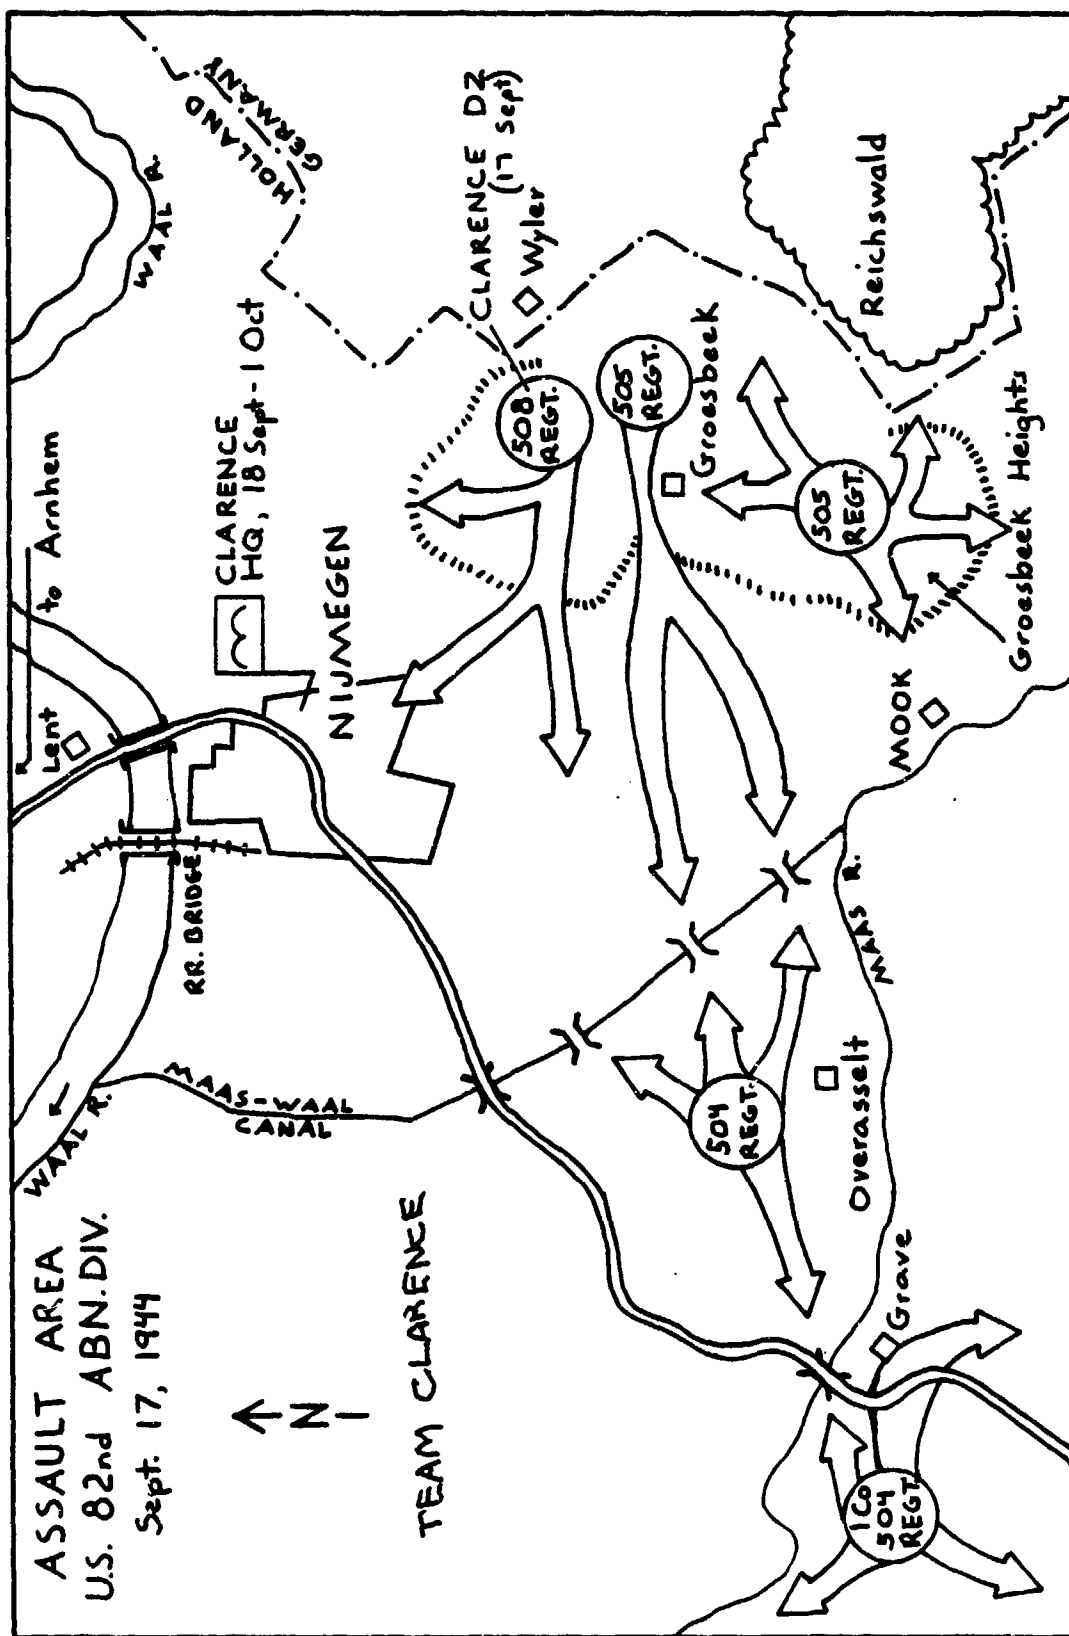 ASSAULT AREA
U.S. 82nd ABN. DIV.
Sept. 17, 1944
N
TEAM CLARENCE
WAAL R.
MAAS-WAAL
CANAL
RR. BRIDGE
Lent
to Arnhem
CLARENCE
HQ, 18 Sept - 1 Oct
NIJMEGEN
WAAL R.
HOLLAND
GERMANY
CLARENCE DZ
(17 Sept)
Wyler
508
REGT.
505
REGT.
Groesbeek
505
REGT.
Reichswald
Groesbeek Heights
MOOK
MAAS R.
504
REGT.
Overasselt
Grave
1 Co
504
REGT.